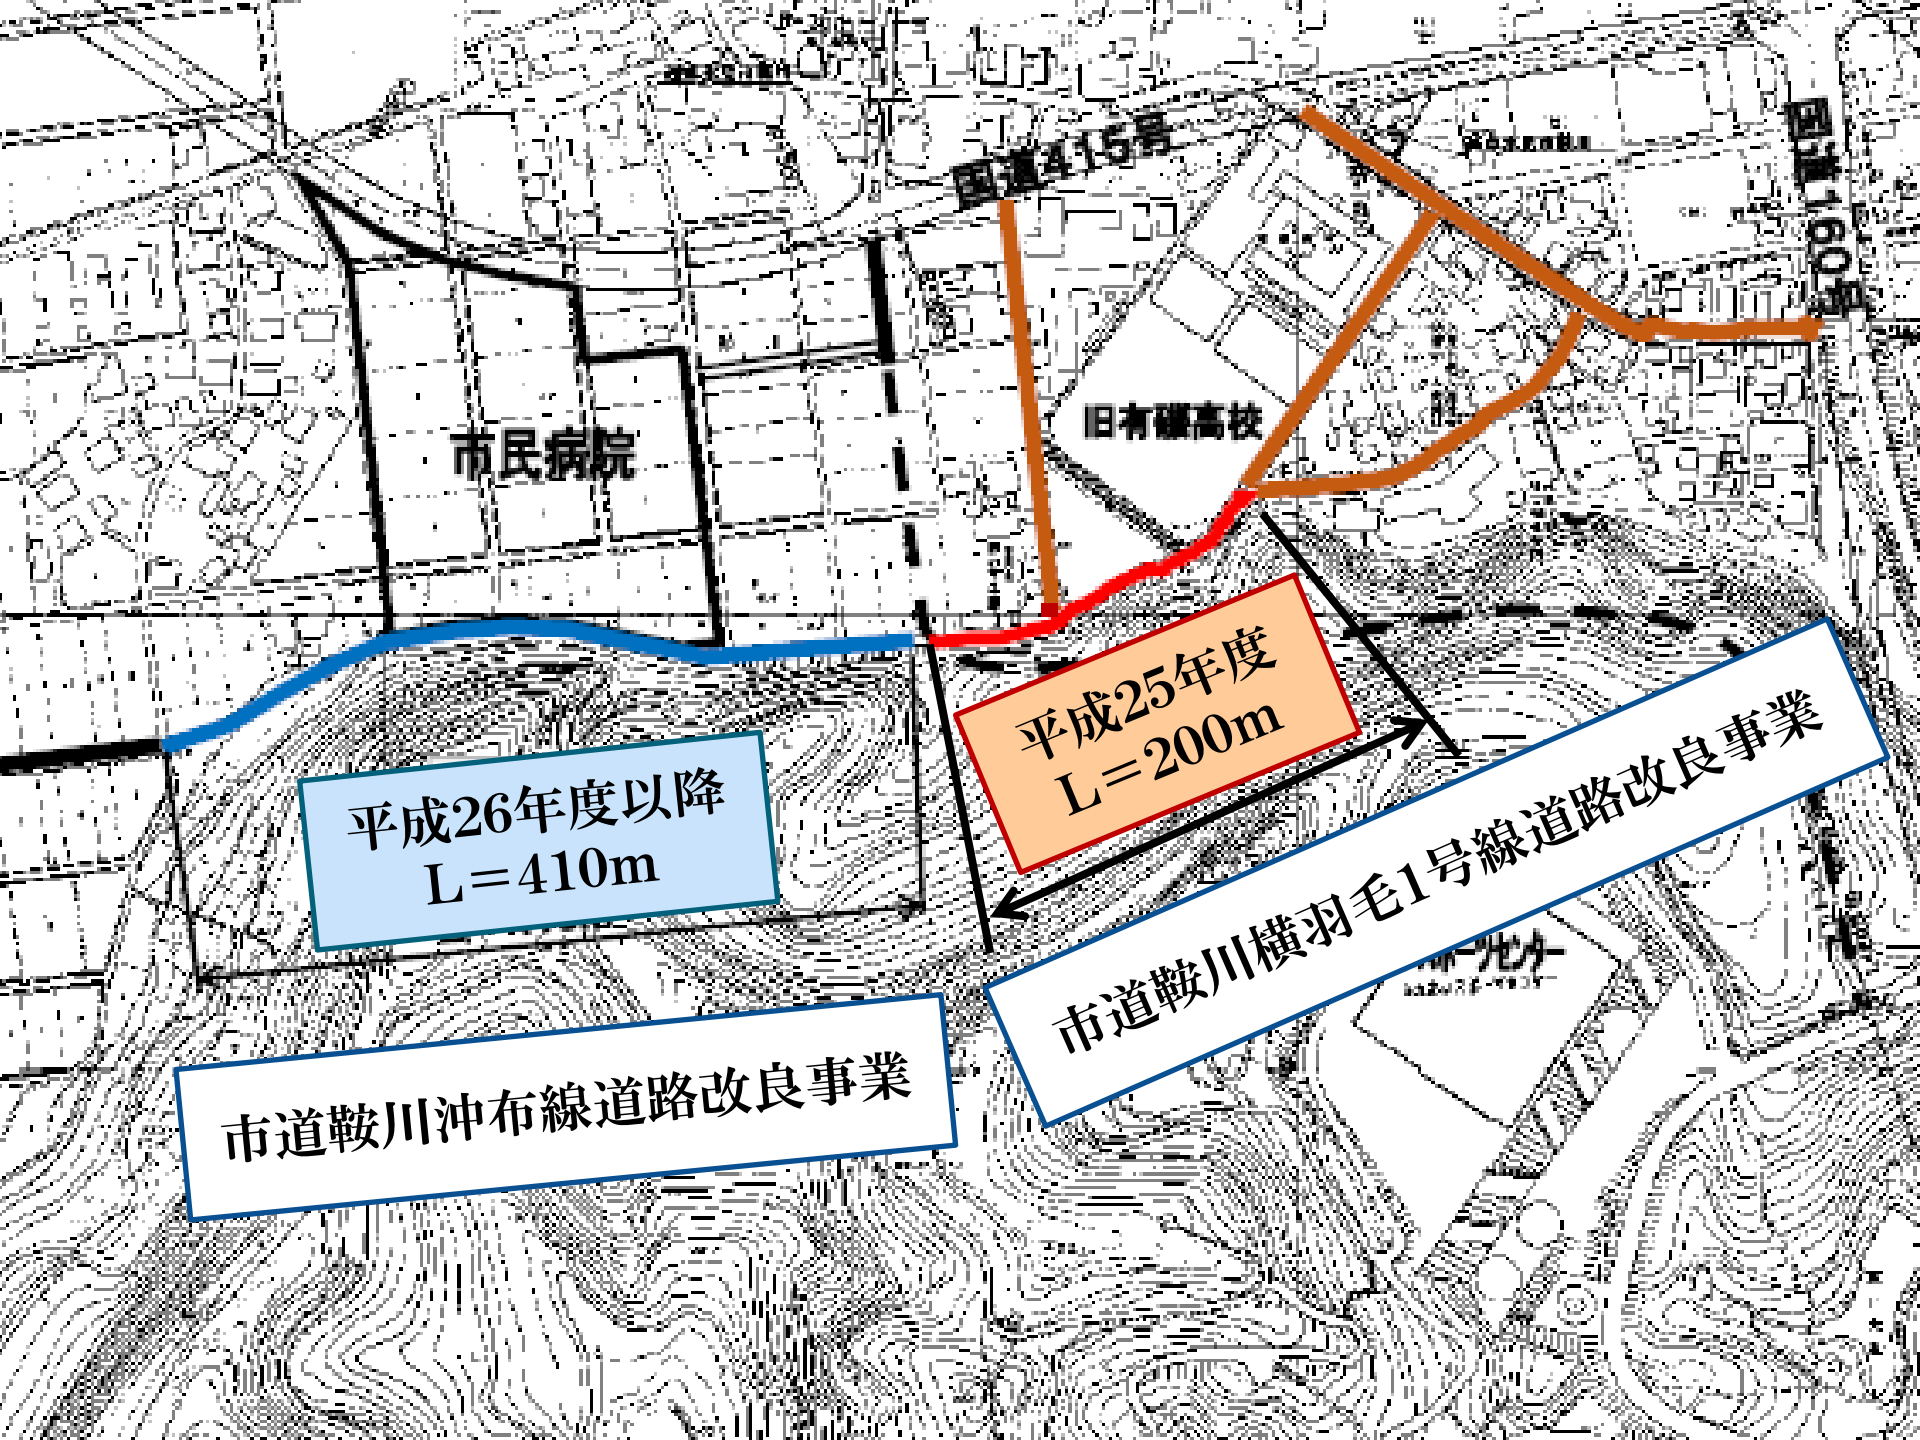 国道415号
国道160号
旧有磯高校
市民病院
平成25年度
L＝200m
平成26年度以降
L＝410m
市道鞍川横羽毛1号線道路改良事業
市道鞍川沖布線道路改良事業